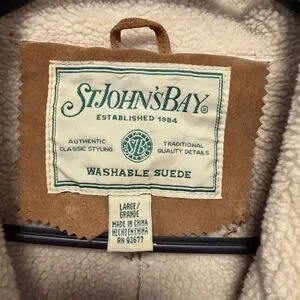 ST. JOHN'S BAY®
ESTABLISHED 1984
AUTHENTIC
CLASSIC STYLING
SJB
TRADITIONAL
QUALITY DETAILS
WASHABLE SUEDE
LARGE/
GRANDE
MADE IN CHINA
HECHO EN CHINA
RN 93677